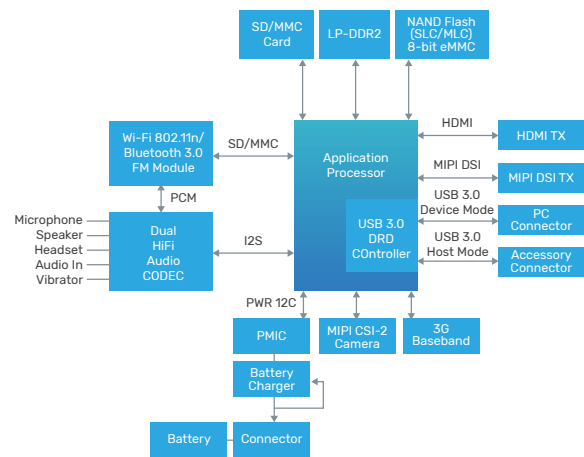 SD/MMC
Card
LP-DDR2
NAND Flash
(SLC/MLC)
8-bit eMMC
Wi-Fi 802.11n/
Bluetooth 3.0
FM Module
SD/MMC
Application
Processor
HDMI
HDMI TX
MIPI DSI
MIPI DSI TX
PCM
USB 3.0
Device Mode
PC
Connector
Microphone
Speaker
Headset
Audio In
Vibrator
Dual
HiFi
Audio
CODEC
I2S
USB 3.0
DRD
COntroller
USB 3.0
Host Mode
Accessory
Connector
PWR 12C
PMIC
MIPI CSI-2
Camera
3G
Baseband
Battery
Charger
Battery
Connector